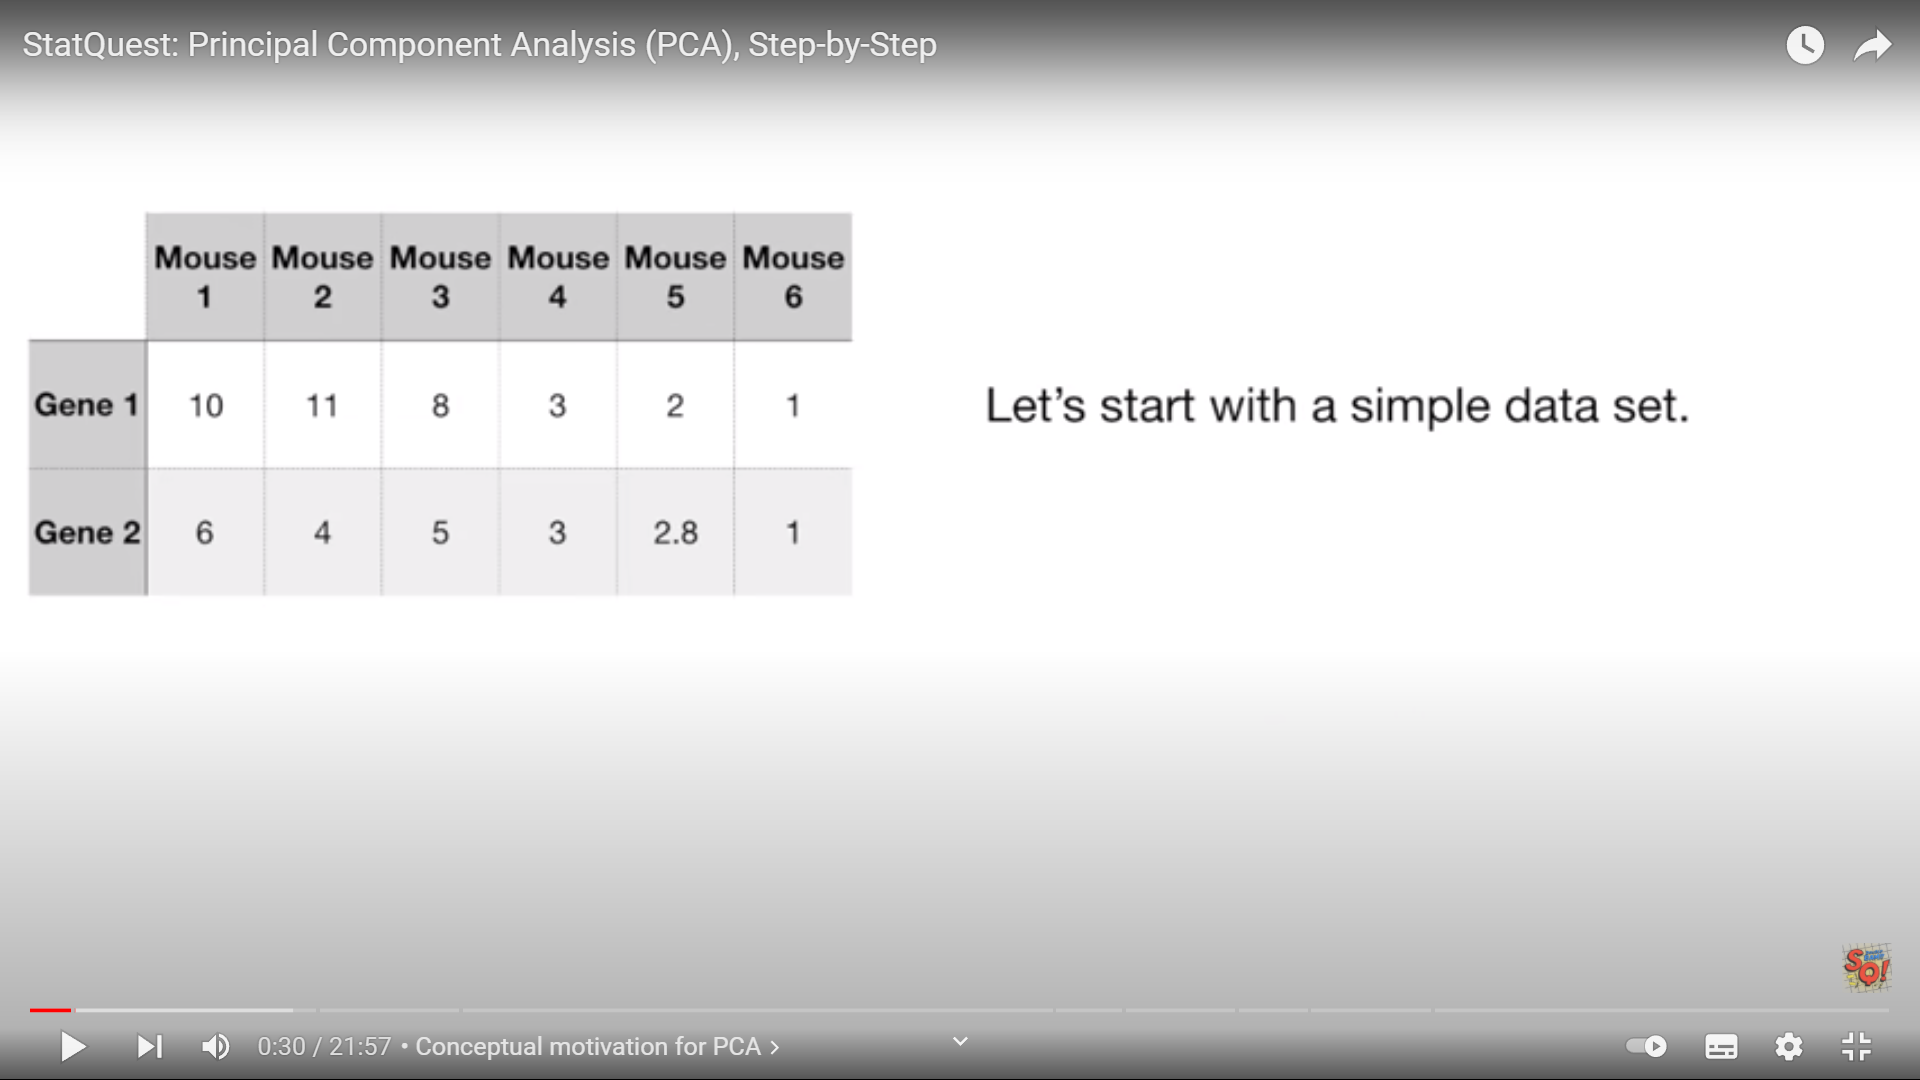 StatQuest: Principal Component Analysis (PCA), Step-by-Step
Mouse 1 Mouse 2 Mouse 3 Mouse 4 Mouse 5 Mouse 6
Gene 1 10 11 8 3 2 1
Gene 2 6 4 5 3 2.8 1
Let's start with a simple data set.
SQ!
0:30 / 21:57 • Conceptual motivation for PCA